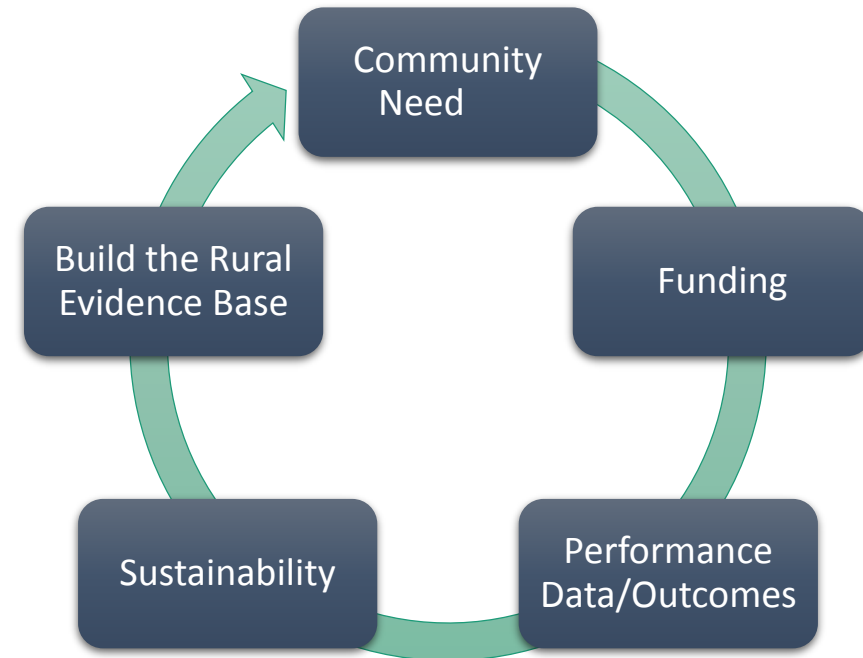 Community
Need
Funding
Performance
Data/Outcomes
Sustainability
Build the Rural
Evidence Base